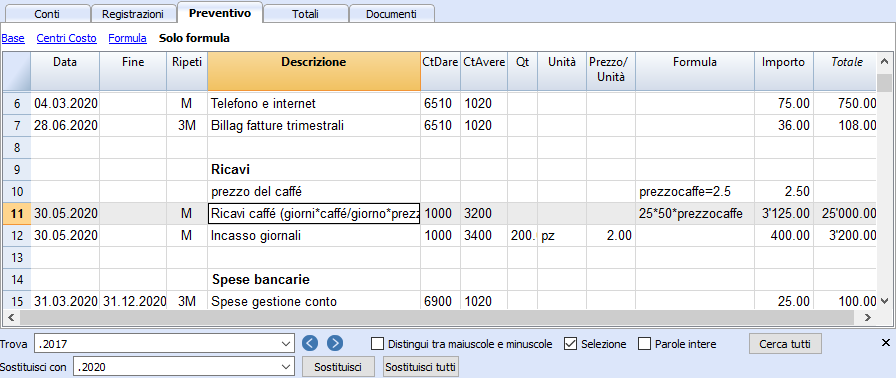 Conti Registrazioni Preventivo Totali Documenti
Base Centri Costo Formula Solo formula
Data Fine Ripeti Descrizione CtDare CtAvere Qt Unità Prezzo/ Unità Formula Importo Totale
6 04.03.2020 M Telefono e internet 6510 1020 75.00 750.00
7 28.06.2020 3M Billag fatture trimestrali 6510 1020 36.00 108.00
8
9 Ricavi
10 prezzo del caffé prezzocaffe=2.5 2.50
11 30.05.2020 M Ricavi caffé (giorni*caffé/giorno*prezz 1000 3200 25*50*prezzocaffe 3'125.00 25'000.00
12 30.05.2020 M Incasso giornali 1000 3400 200. pz 2.00 400.00 3'200.00
13
14 Spese bancarie
15 31.03.2020 31.12.2020 3M Spese gestione conto 6900 1020 25.00 100.00
Trova .2017 Distingui tra maiuscole e minuscole Selezione Parole intere Cerca tutti
Sostituisci con .2020 Sostituisci Sostituisci tutti